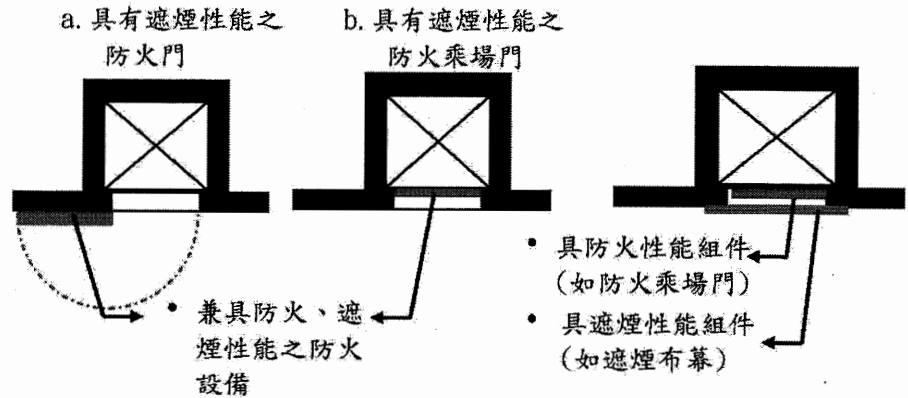 a. 具有遮煙性能之
防火門
b. 具有遮煙性能之
防火乘場門
• 兼具防火、遮
煙性能之防火
設備
• 具防火性能組件
(如防火乘場門)
• 具遮煙性能組件
(如遮煙布幕)